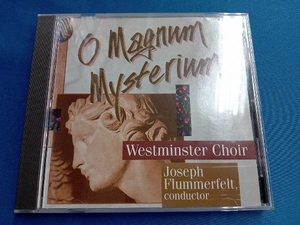 O Magnum
Mysterium
Westminster Choir
Joseph
Flummerfelt,
conductor